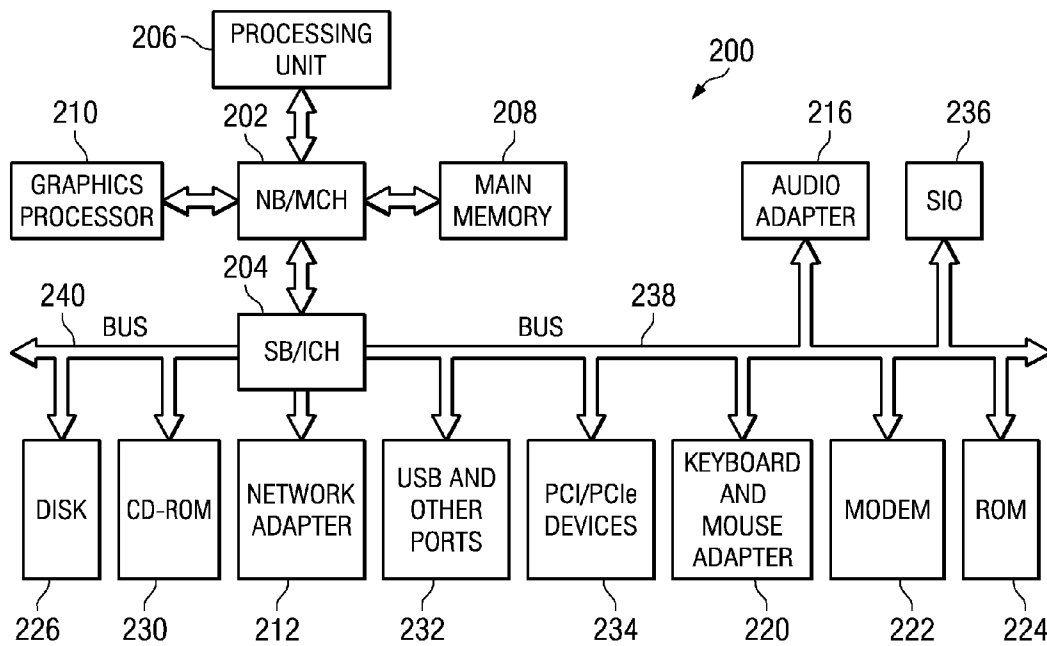 206
PROCESSING
UNIT
200
210
202
208
216
236
GRAPHICS
PROCESSOR
NB/MCH
MAIN
MEMORY
AUDIO
ADAPTER
SIO
204
240
BUS
SB/ICH
BUS
238
DISK
CD-ROM
NETWORK
ADAPTER
USB AND
OTHER
PORTS
PCI/PCIe
DEVICES
KEYBOARD
AND
MOUSE
ADAPTER
MODEM
ROM
226
230
212
232
234
220
222
224